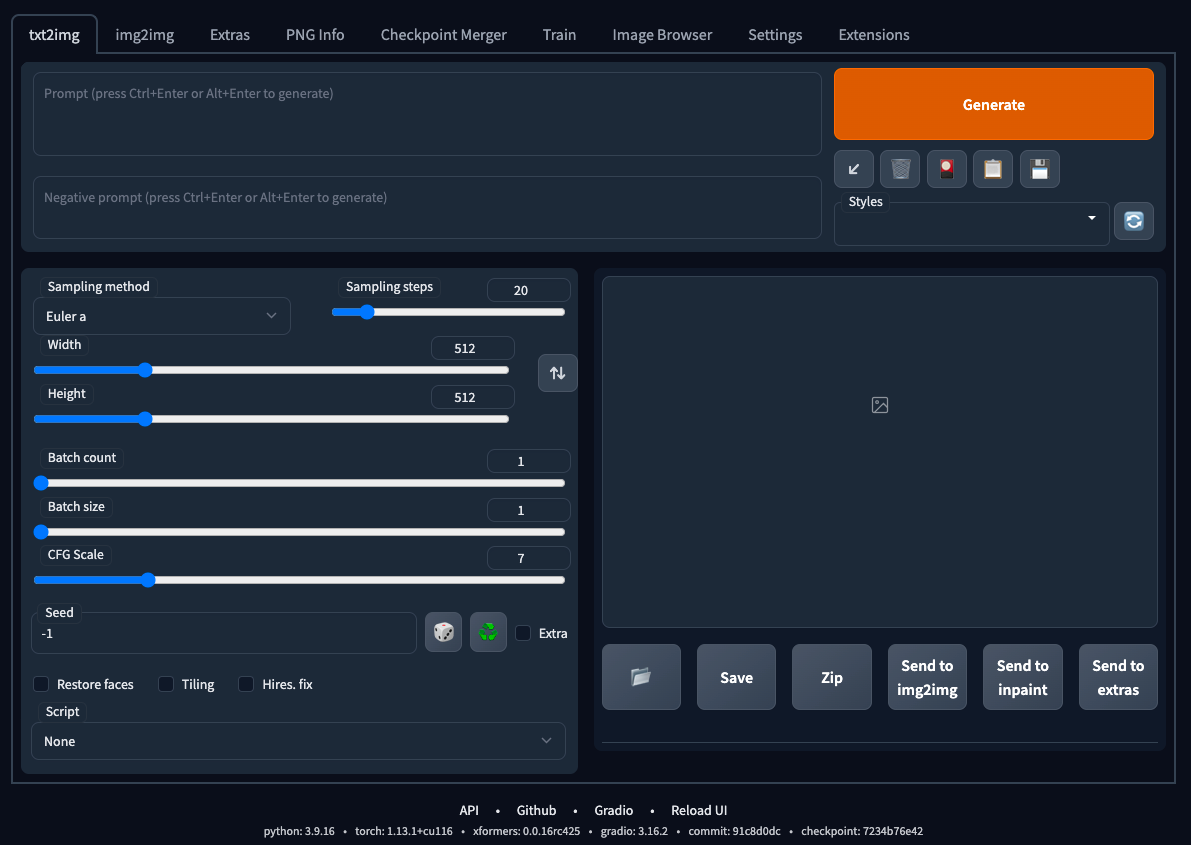 txt2img img2img Extras PNG Info Checkpoint Merger Train Image Browser Settings Extensions
Prompt (press Ctrl+Enter or Alt+Enter to generate)
Generate
Negative prompt (press Ctrl+Enter or Alt+Enter to generate)
Styles
Sampling method
Euler a
Sampling steps 20
Width 512
Height 512
Batch count 1
Batch size 1
CFG Scale 7
Seed
-1
Extra
Restore faces Tiling Hires. fix
Script
None
Save
Zip
Send to
img2img
Send to
inpaint
Send to
extras
API • Github • Gradio • Reload UI
python: 3.9.16 • torch: 1.13.1+cu116 • xformers: 0.0.16rc425 • gradio: 3.16.2 • commit: 91c8d0dc • checkpoint: 7234b76e42